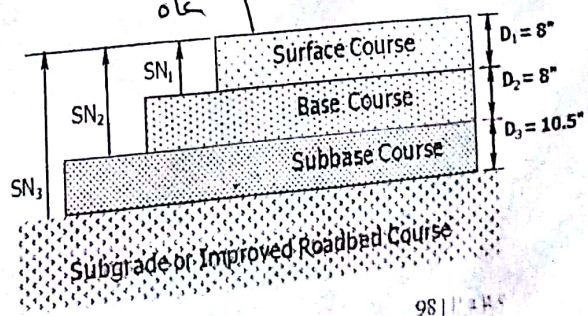 Surface Course
D₁ = 8"
SN₁
Base Course
D₂ = 8"
SN₂
Subbase Course
D₃ = 10.5"
SN₃
Subgrade or Improved Roadbed Course
98 |